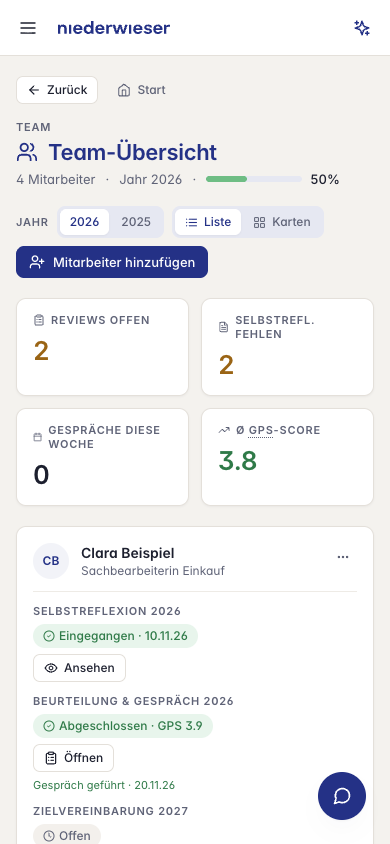 niederwieser
Zurück Start
TEAM
Team-Übersicht
4 Mitarbeiter · Jahr 2026 · 50%
JAHR 2026 2025 Liste Karten
Mitarbeiter hinzufügen
REVIEWS OFFEN
2
SELBSTREFL.
FEHLEN
2
GESPRÄCHE DIESE
WOCHE
0
Ø GPS-SCORE
3.8
CB
Clara Beispiel
Sachbearbeiterin Einkauf
SELBSTREFLEXION 2026
Eingegangen · 10.11.26
Ansehen
BEURTEILUNG & GESPRÄCH 2026
Abgeschlossen · GPS 3.9
Öffnen
Gespräch geführt · 20.11.26
ZIELVEREINBARUNG 2027
Offen